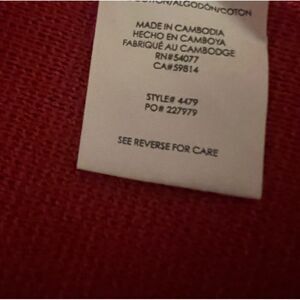 COTTON/ALGODÓN/COTON
MADE IN CAMBODIA
HECHO EN CAMBOYA
FABRIQUÉ AU CAMBODGE
RN#54077
CA#59814
STYLE# 4479
PO# 227979
SEE REVERSE FOR CARE